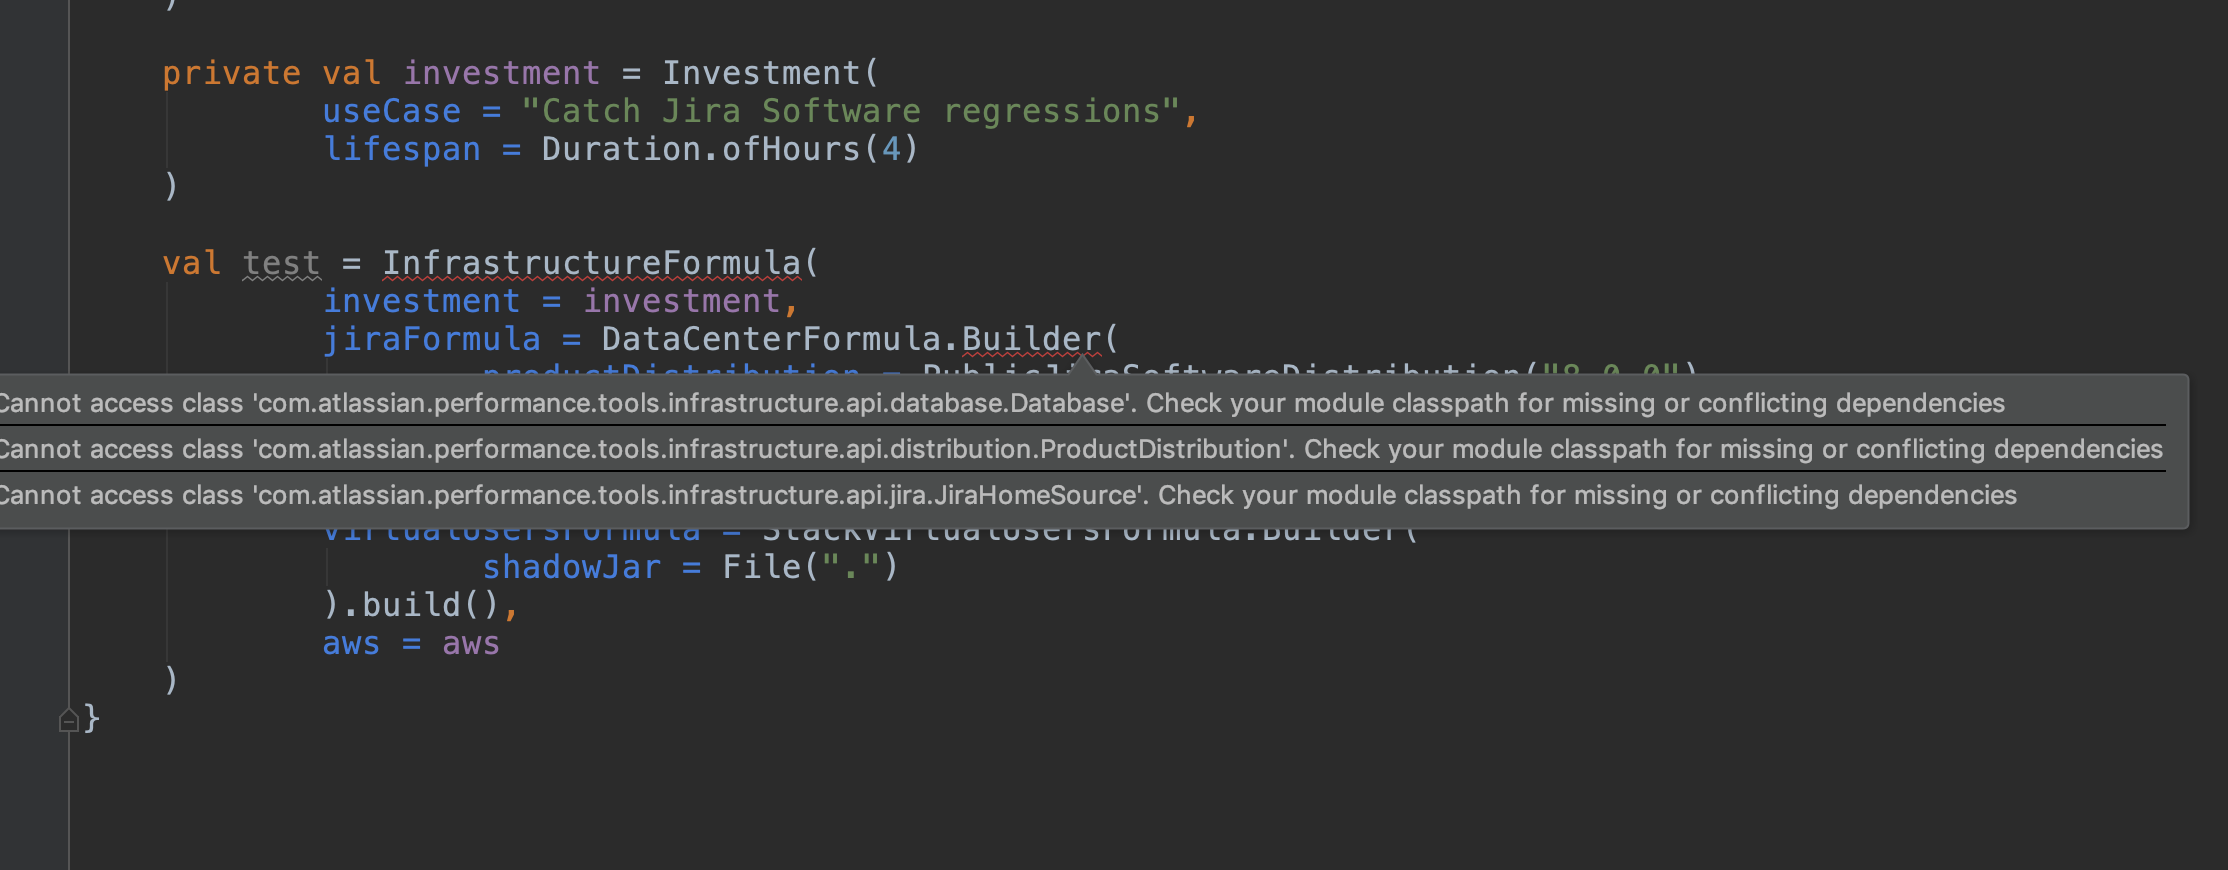 )
private val investment = Investment(
useCase = "Catch Jira Software regressions",
lifespan = Duration.ofHours(4)
)
val test = InfrastructureFormula(
investment = investment,
jiraFormula = DataCenterFormula.Builder(
productDistribution = PublicJiraSoftwareDistribution("8.0.0")
Cannot access class 'com.atlassian.performance.tools.infrastructure.api.database.Database'. Check your module classpath for missing or conflicting dependencies
Cannot access class 'com.atlassian.performance.tools.infrastructure.api.distribution.ProductDistribution'. Check your module classpath for missing or conflicting dependencies
Cannot access class 'com.atlassian.performance.tools.infrastructure.api.jira.JiraHomeSource'. Check your module classpath for missing or conflicting dependencies
virtualUsersFormula = StackVirtualUsersFormula.Builder(
shadowJar = File(".")
).build(),
aws = aws
)
}